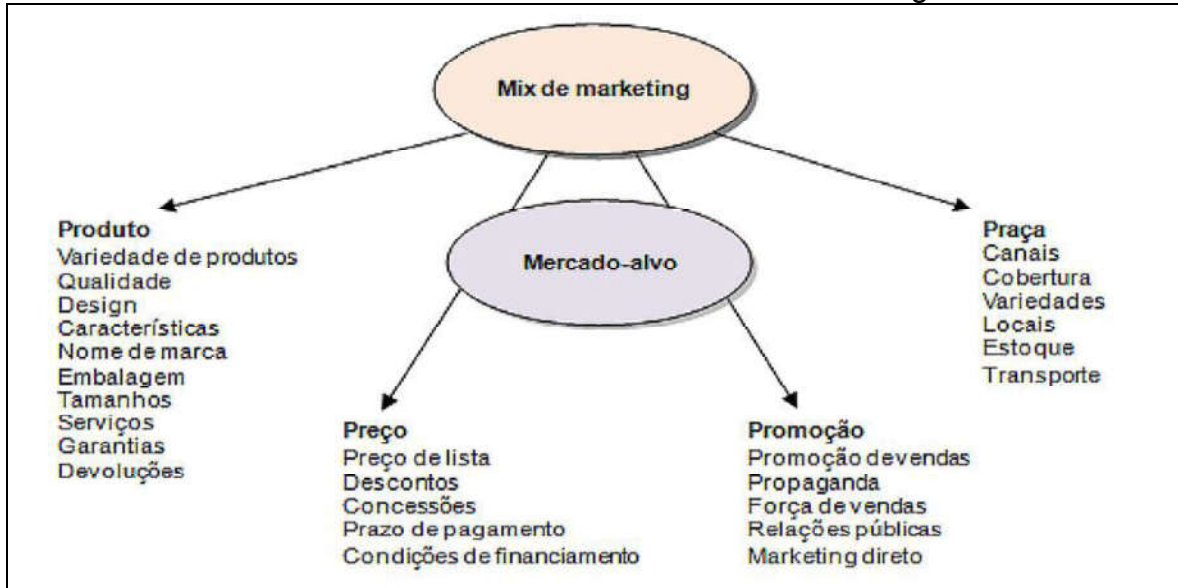 Mix de marketing
Mercado-alvo
Produto
Variedade de produtos
Qualidade
Design
Características
Nome de marca
Embalagem
Tamanhos
Serviços
Garantias
Devoluções
Preço
Preço de lista
Descontos
Concessões
Prazo de pagamento
Condições de financiamento
Promoção
Promoção de vendas
Propaganda
Força de vendas
Relações públicas
Marketing direto
Praça
Canais
Cobertura
Variedades
Locais
Estoque
Transporte